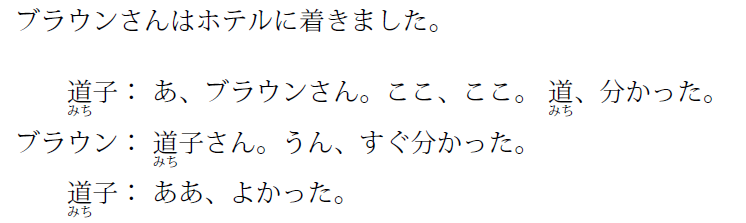 ブラウンさんはホテルに着きました。
道子： あ、ブラウンさん。ここ、ここ。 道、分かった。
みち みち
ブラウン： 道子さん。うん、すぐ分かった。
みち
道子： ああ、よかった。
みち